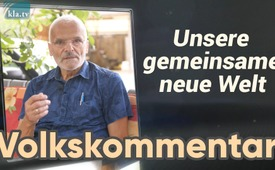 kla.tv
Unsere
gemeinsame
neue Welt
Volkskommentar